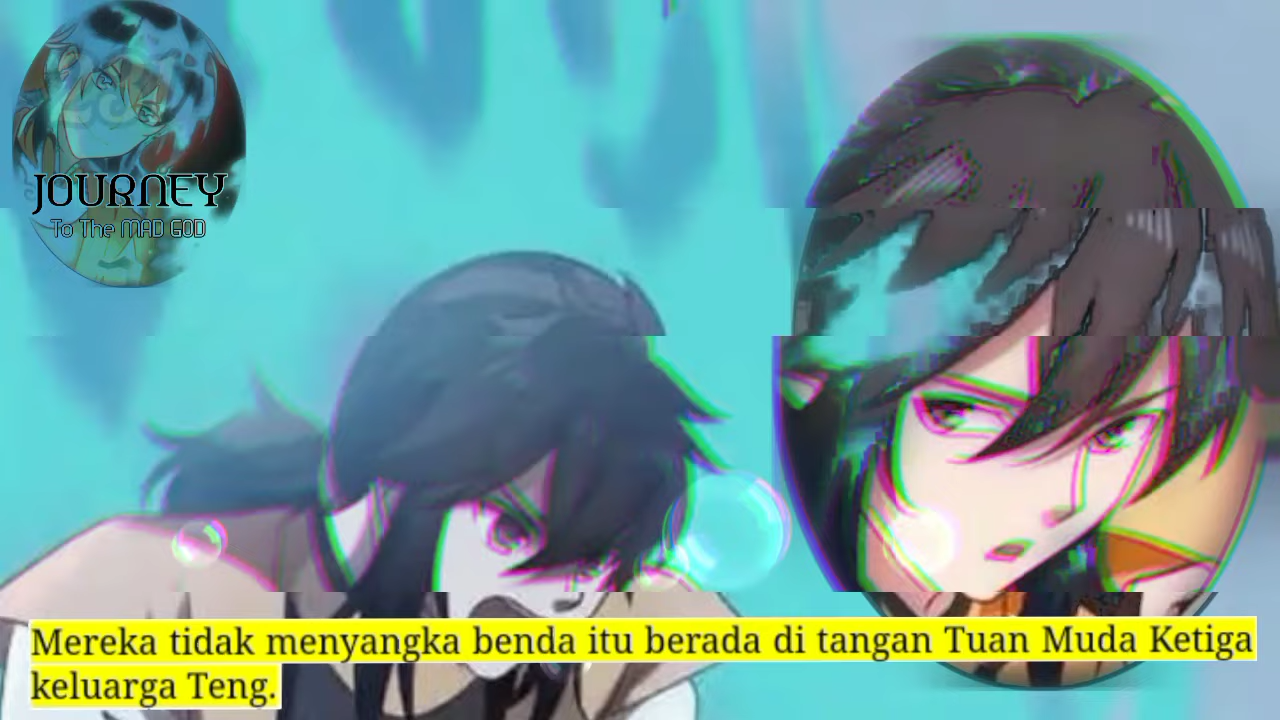 JOURNEY
To The MAD GOD
Mereka tidak menyangka benda itu berada di tangan Tuan Muda Ketiga
keluarga Teng.